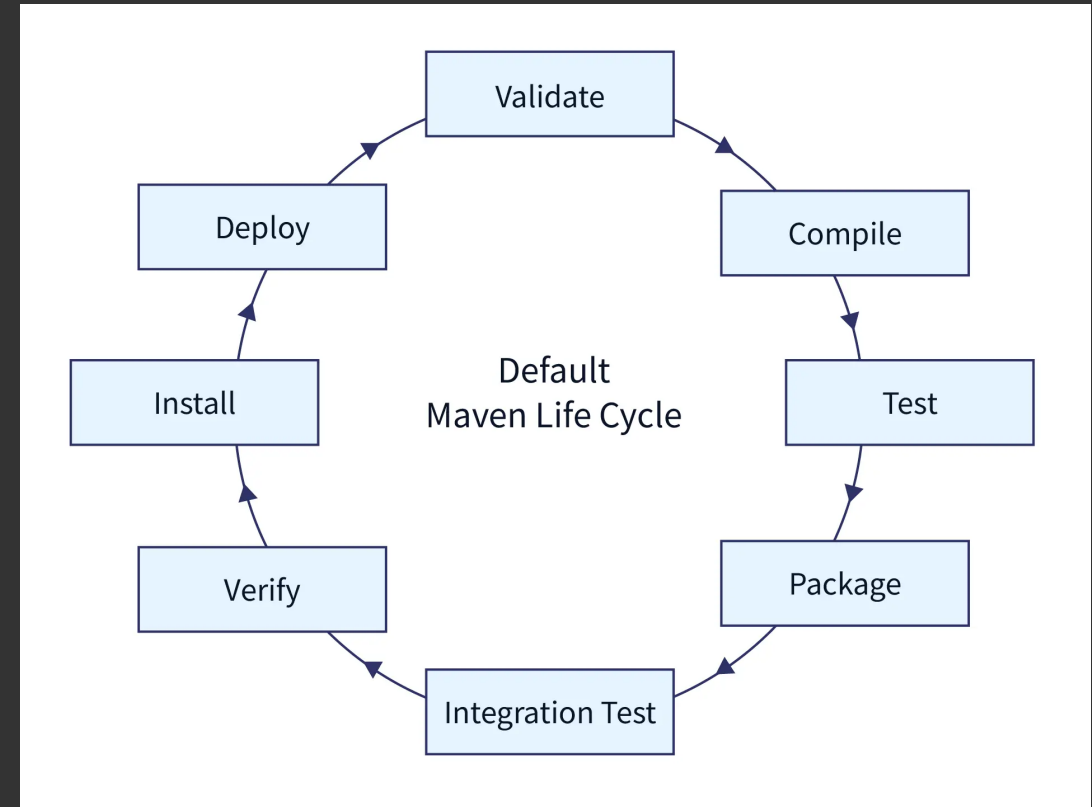 Validate
Deploy
Compile
Default
Maven Life Cycle
Install
Test
Verify
Package
Integration Test